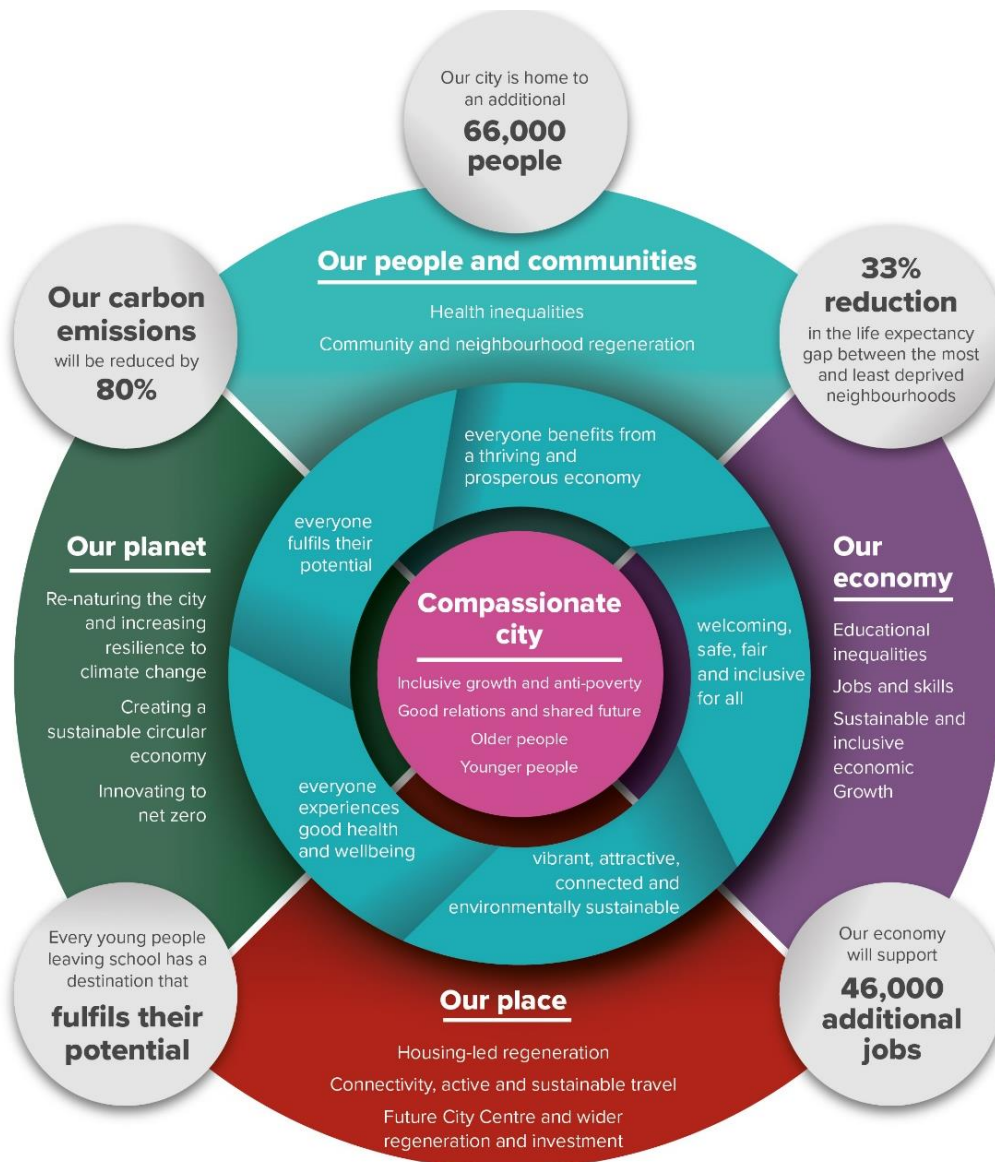 Our city is home to
an additional
66,000
people
Our people and communities
Health inequalities
Community and neighbourhood regeneration
Our carbon
emissions
will be reduced by
80%
33%
reduction
in the life expectancy
gap between the most
and least deprived
neighbourhoods
everyone benefits from
a thriving and
prosperous economy
everyone
fulfils their
potential
Our planet
Re-naturing the city
and increasing
resilience to
climate change
Creating a
sustainable circular
economy
Innovating to
net zero
Compassionate
city
Inclusive growth and anti-poverty
Good relations and shared future
Older people
Younger people
welcoming,
safe, fair
and inclusive
for all
Our
economy
Educational
inequalities
Jobs and skills
Sustainable and
inclusive
economic
Growth
everyone
experiences
good health
and wellbeing
vibrant, attractive,
connected and
environmentally sustainable
Every young people
leaving school has a
destination that
fulfils their
potential
Our place
Housing-led regeneration
Connectivity, active and sustainable travel
Future City Centre and wider
regeneration and investment
Our economy
will support
46,000
additional
jobs